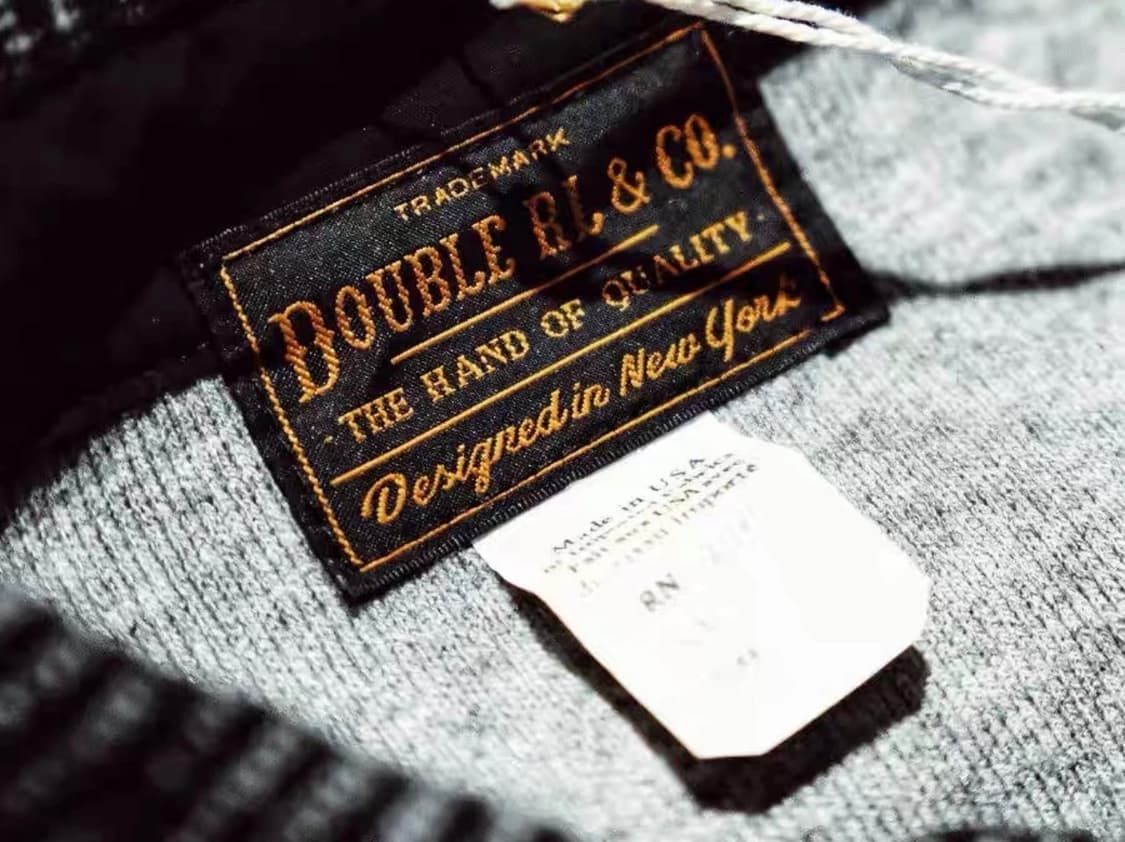 TRADEMARK
DOUBLE RL & CO.
THE HAND OF QUALITY
Designed in New York
Made in USA
RN